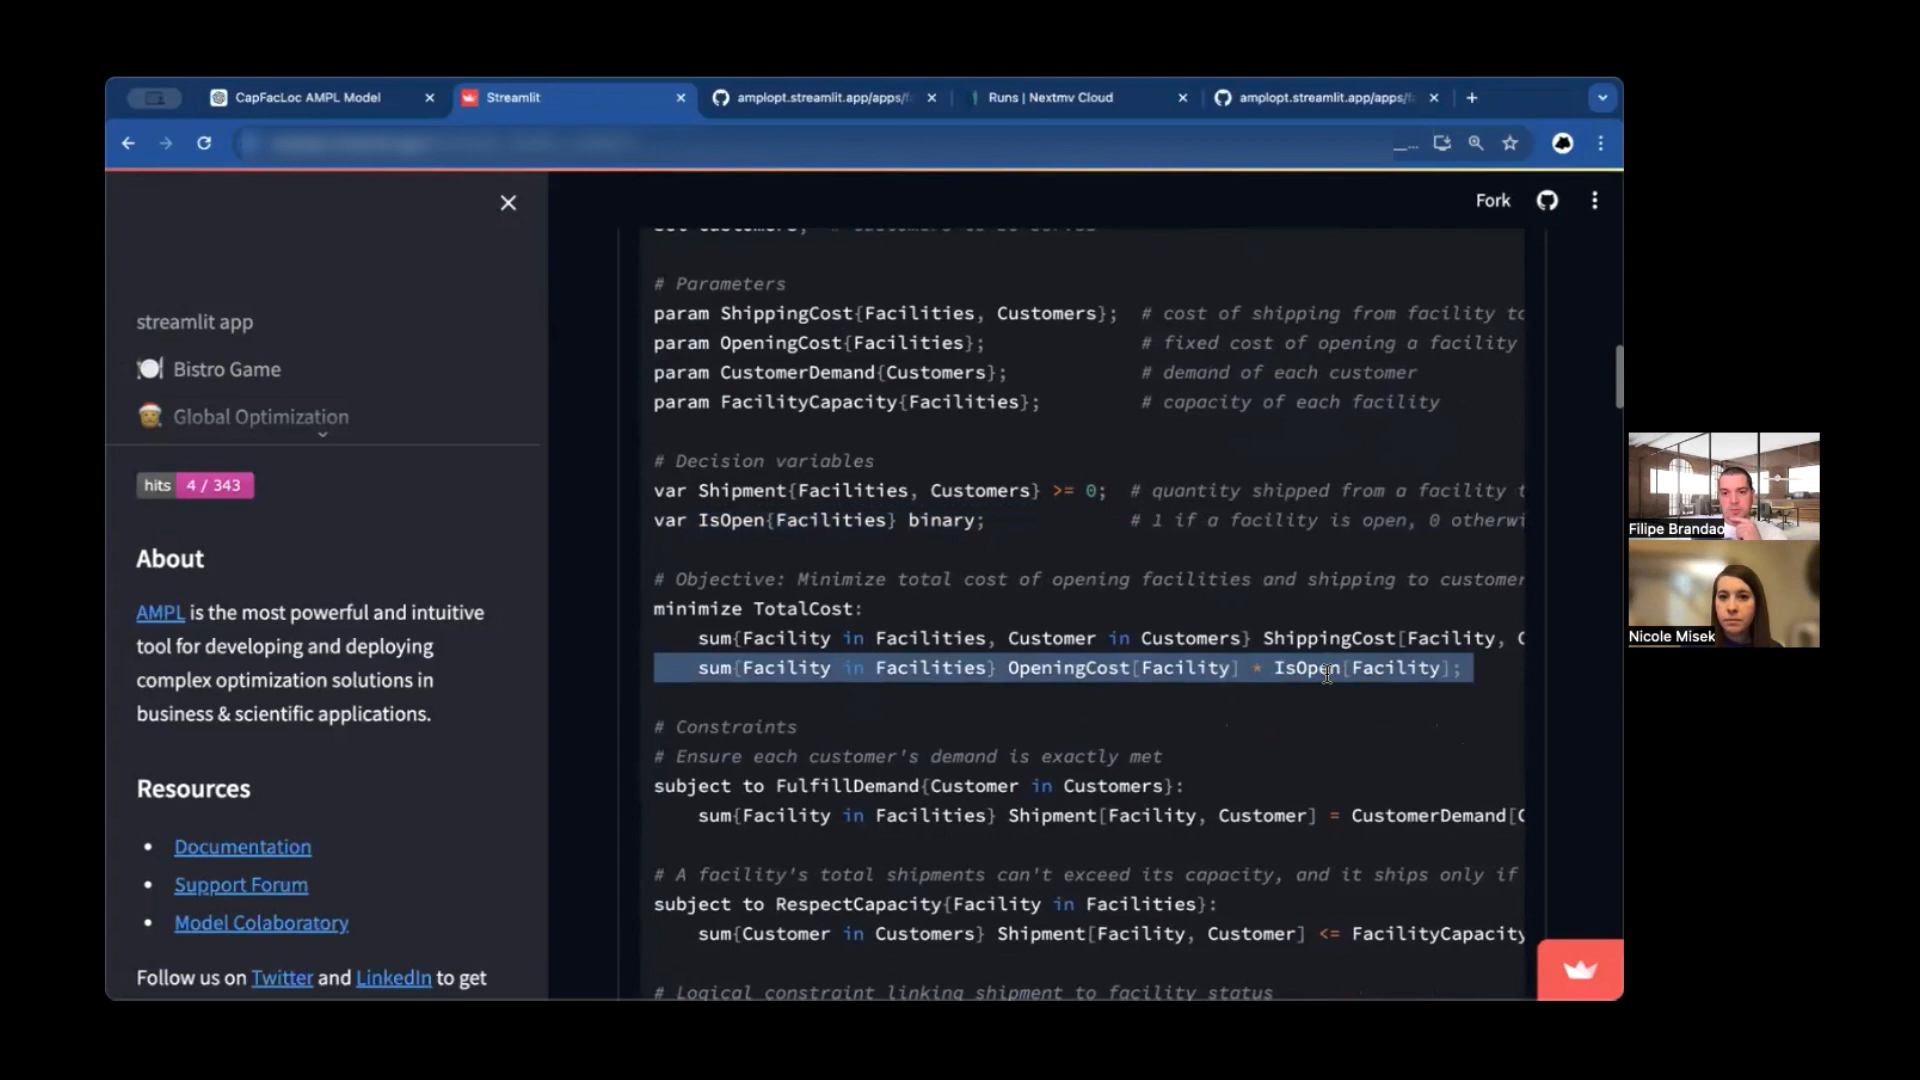 CapFacLoc AMPL Model
Streamlit
amplopt.streamlit.app/apps/f
Runs | Nextmv Cloud
amplopt.streamlit.app/apps/f
Fork
streamlit app
Bistro Game
Global Optimization
hits 4 / 343
About
AMPL is the most powerful and intuitive
tool for developing and deploying
complex optimization solutions in
business & scientific applications.
Resources
• Documentation
• Support Forum
• Model Colaboratory
Follow us on Twitter and LinkedIn to get
# Parameters
param ShippingCost{Facilities, Customers}; # cost of shipping from facility to
param OpeningCost{Facilities}; # fixed cost of opening a facility
param CustomerDemand{Customers}; # demand of each customer
param FacilityCapacity{Facilities}; # capacity of each facility
# Decision variables
var Shipment{Facilities, Customers} >= 0; # quantity shipped from a facility t
var IsOpen{Facilities} binary; # 1 if a facility is open, 0 otherwi
# Objective: Minimize total cost of opening facilities and shipping to customer
minimize TotalCost:
sum{Facility in Facilities, Customer in Customers} ShippingCost[Facility, C
sum{Facility in Facilities} OpeningCost[Facility] * IsOpen[Facility];
# Constraints
# Ensure each customer's demand is exactly met
subject to FulfillDemand{Customer in Customers}:
sum{Facility in Facilities} Shipment[Facility, Customer] = CustomerDemand[C
# A facility's total shipments can't exceed its capacity, and it ships only if
subject to RespectCapacity{Facility in Facilities}:
sum{Customer in Customers} Shipment[Facility, Customer] <= FacilityCapacity
# Logical constraint linking shipment to facility status
Filipe Brandao
Nicole Misek